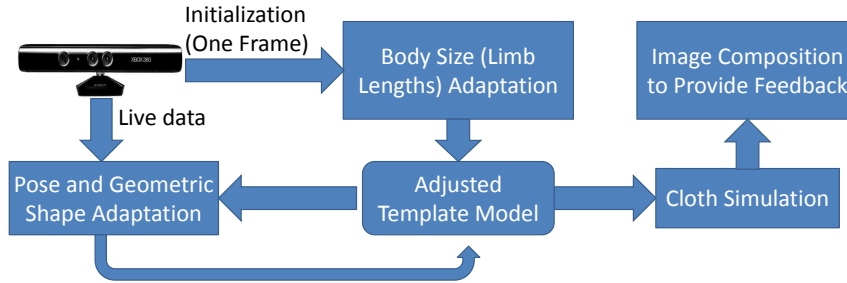 Initialization
(One Frame)
XBOX360
Body Size (Limb
Lengths) Adaptation
Image Composition
to Provide Feedback
Live data
Pose and Geometric
Shape Adaptation
Adjusted
Template Model
Cloth Simulation